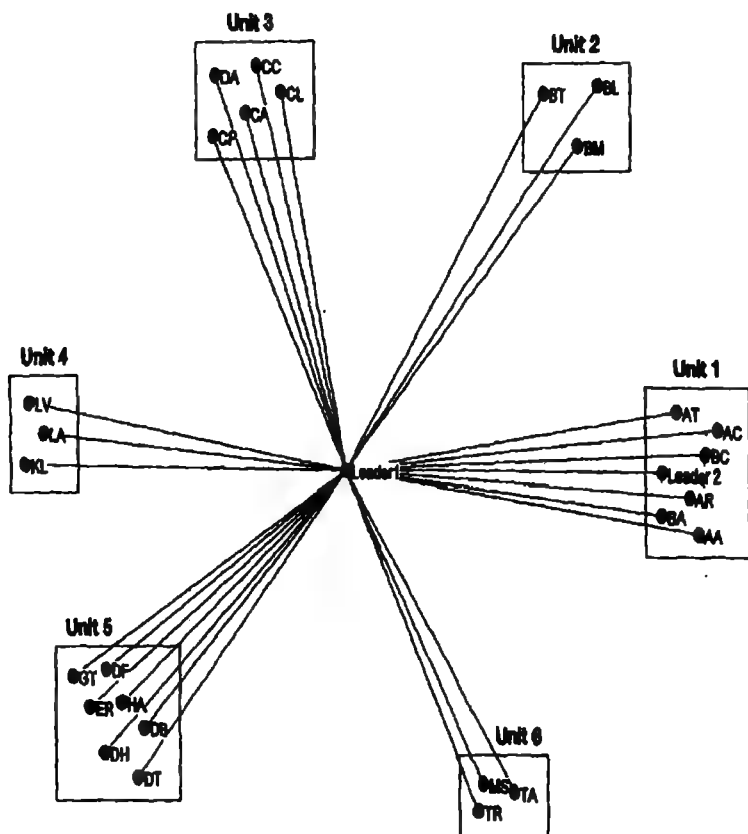 Unit 3
DA
CC
CL
CA
CP
Unit 2
BT
BL
BM
Unit 4
LV
LA
KL
Leader1
Unit 1
AT
AC
BC
Leader 2
AR
BA
AA
Unit 5
GT
DF
ER
HA
DB
DH
DT
Unit 6
MS
TA
TR